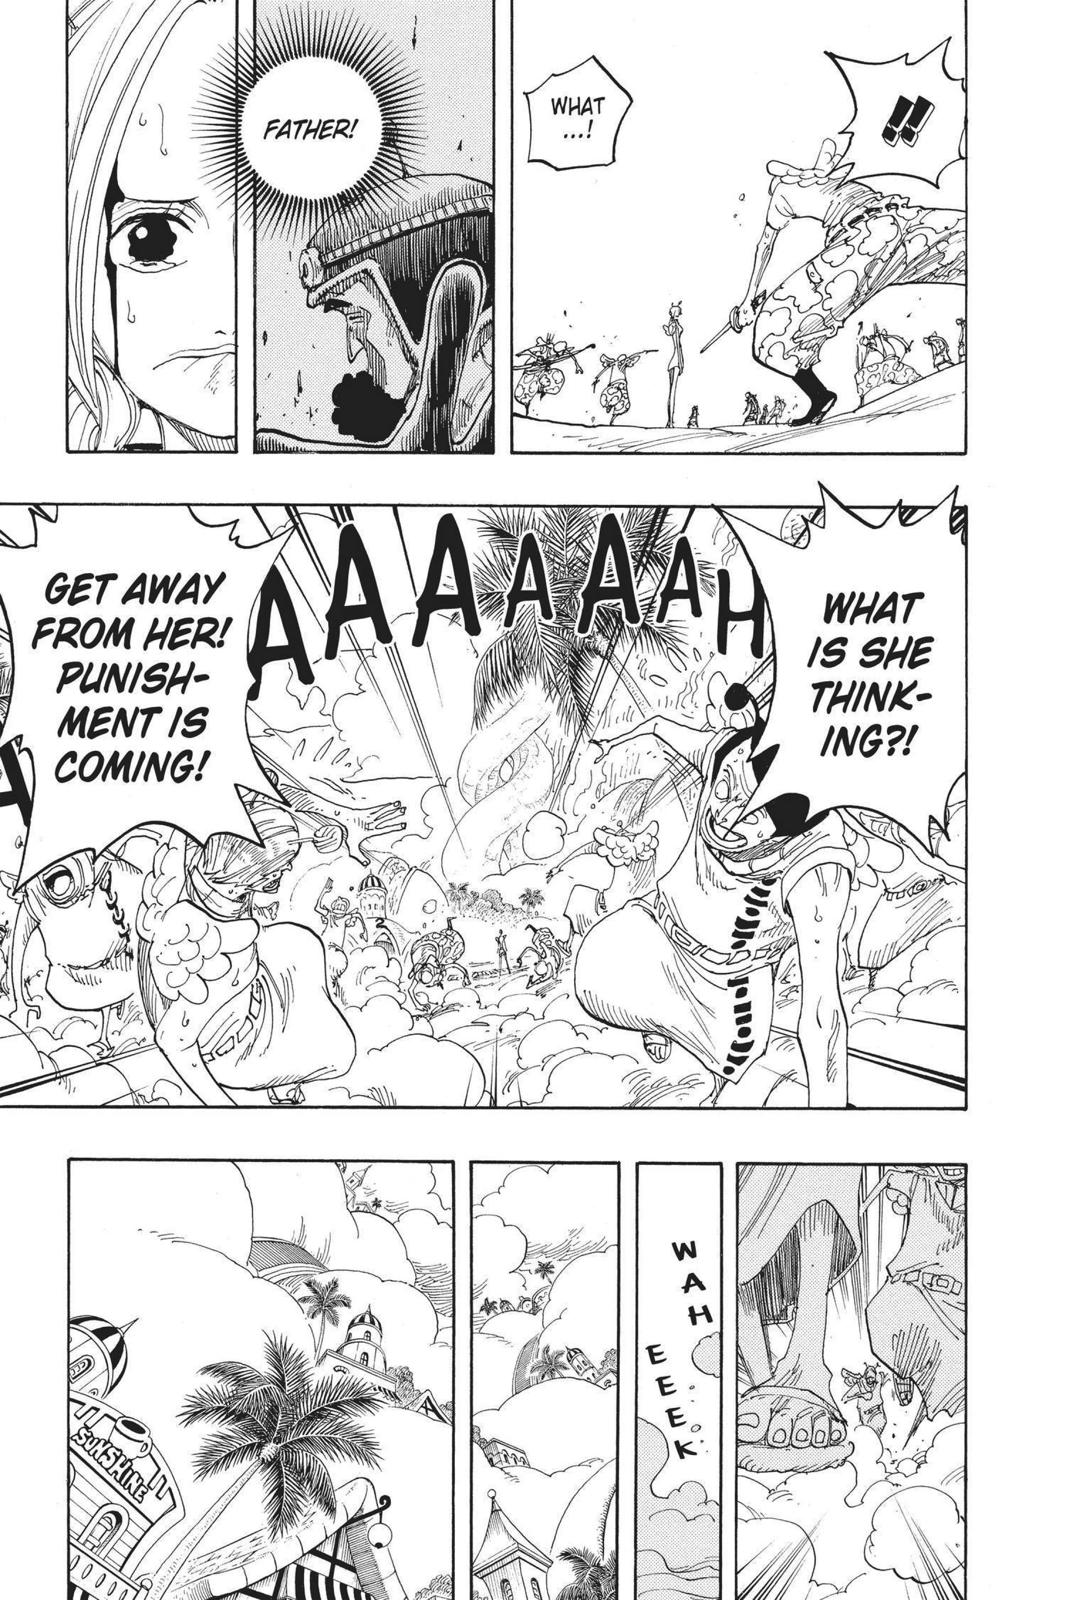 !!
WHAT
...!
FATHER!
WHAT
IS SHE
THINK-
ING?!
AAAAAAAH
GET AWAY
FROM HER!
PUNISH-
MENT IS
COMING!
WAH
EEEK
SUNSHINE